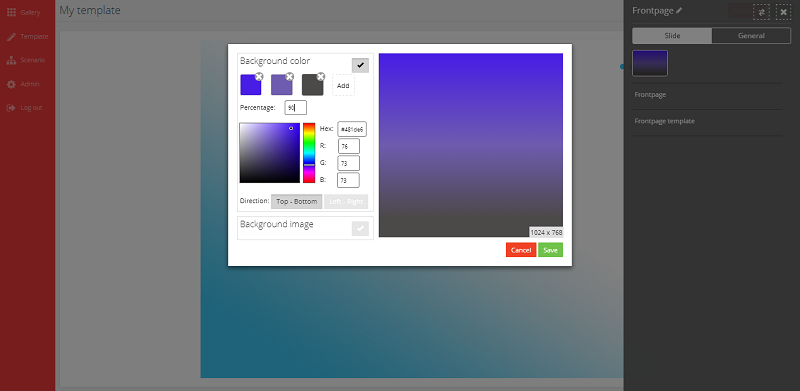 Gallery
Template
Scenario
Admin
Log out
My template
Background color
Add
Percentage: 90
Hex: #481de6
R: 76
G: 73
B: 73
Direction: Top - Bottom Left - Right
Background image
1024 x 768
Cancel Save
Frontpage
Slide General
Frontpage
Frontpage template